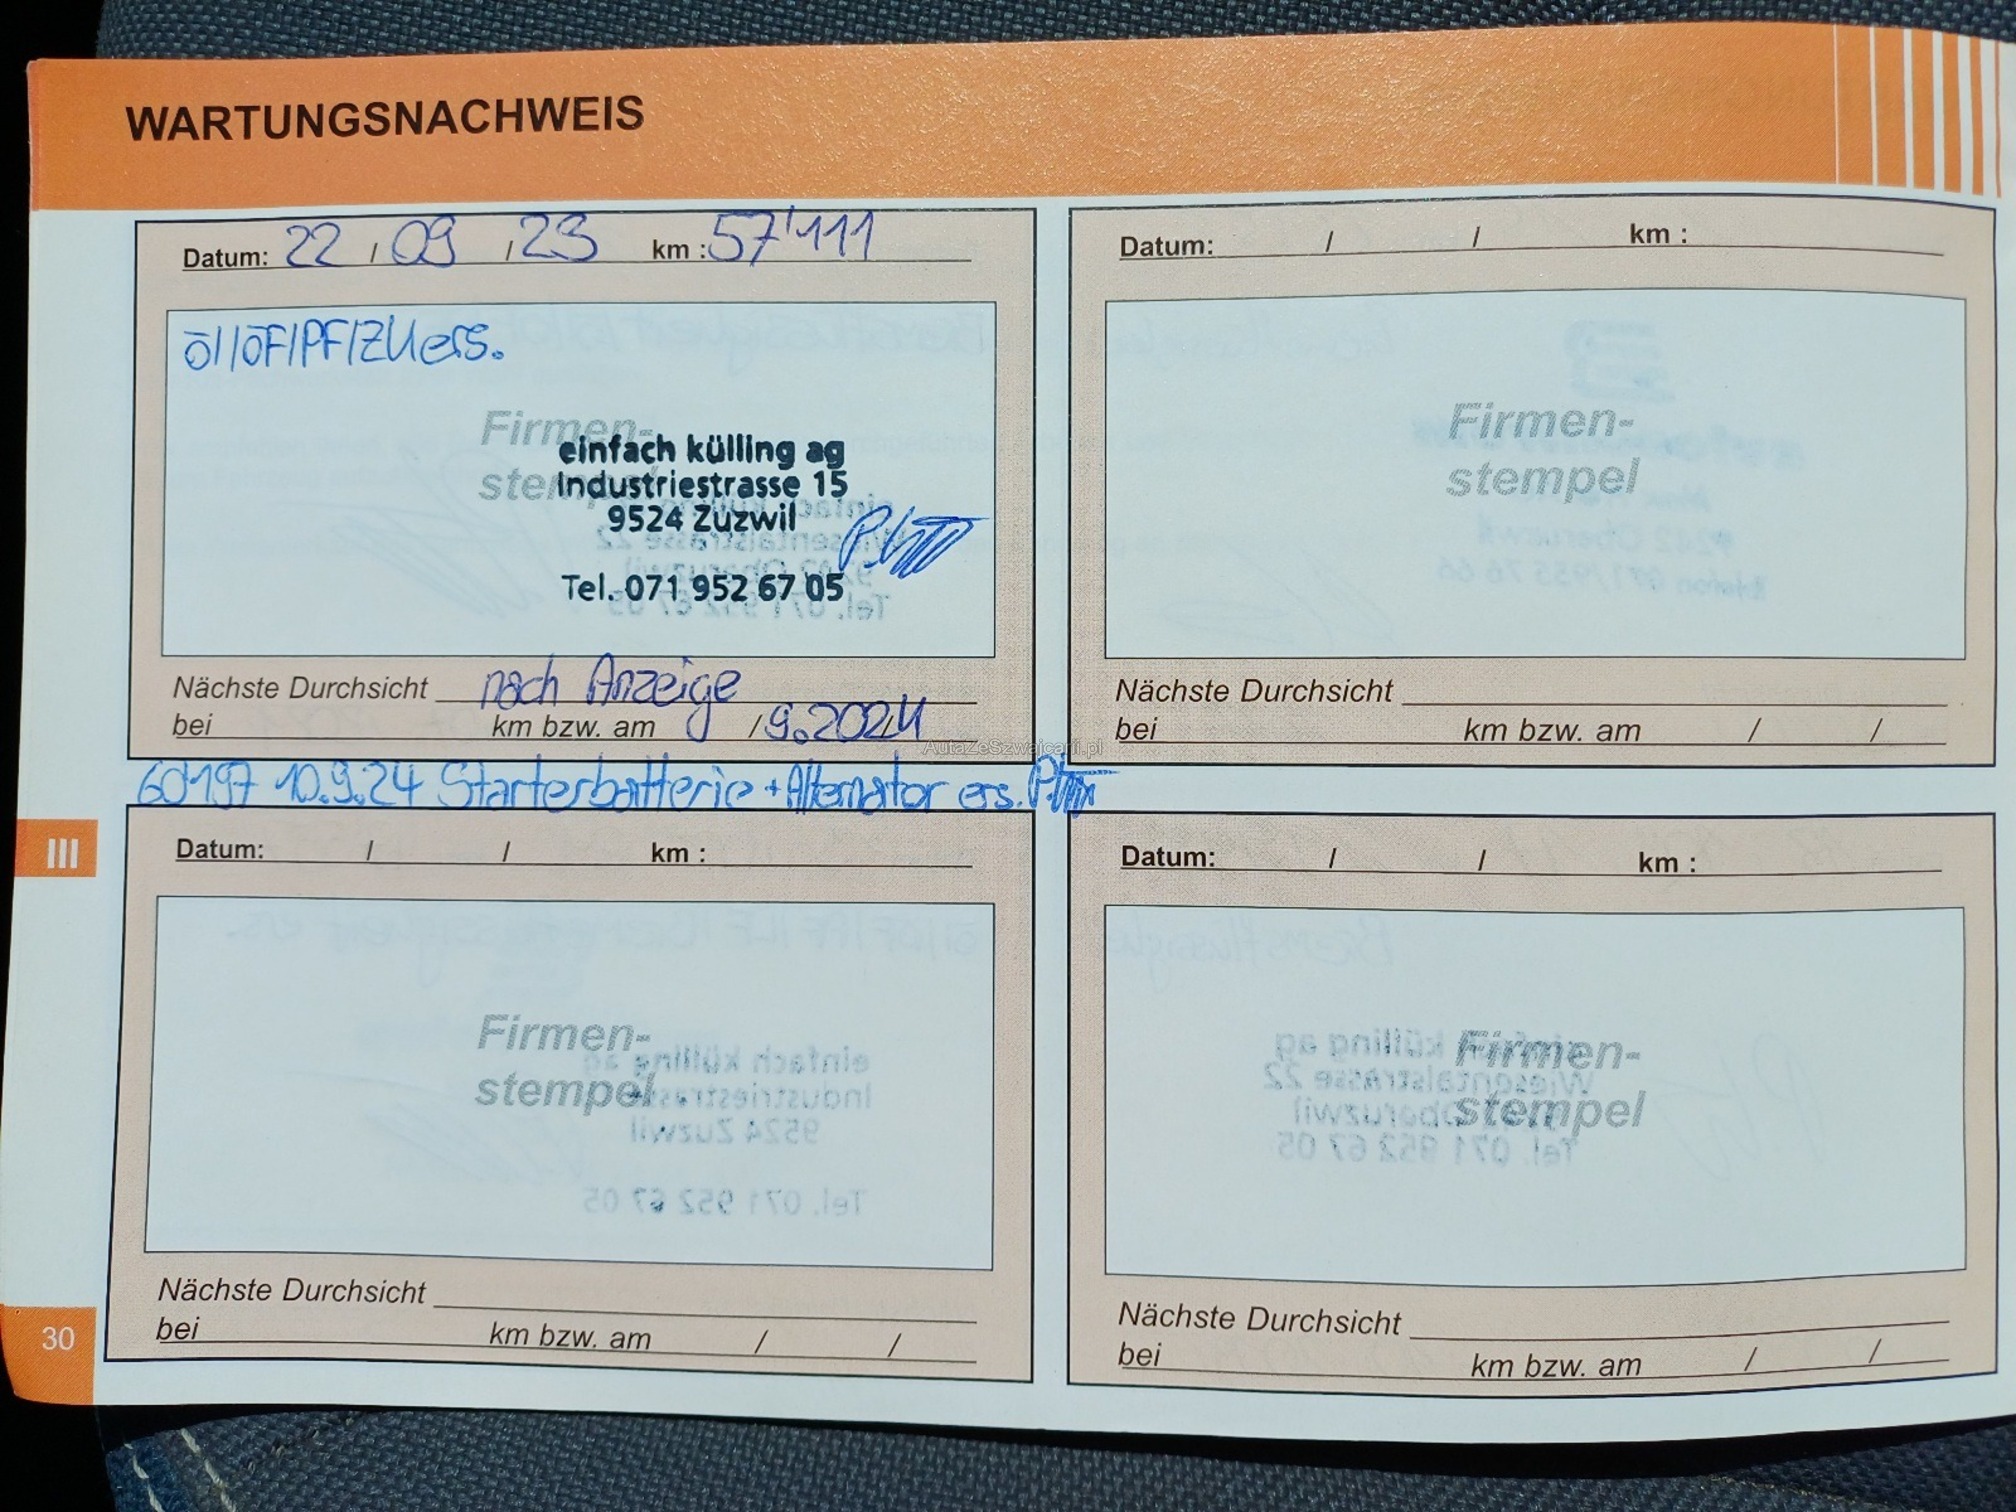 WARTUNGSNACHWEIS
Datum: 22 / 09 / 23 km : 57'111
Öl/ÖF/PF/ZK ers.
Firmen-
stempel
einfach külling ag
Industriestrasse 15
9524 Zuzwil
Tel. 071 952 67 05
Nächste Durchsicht nach Anzeige
bei km bzw. am / 9.2024
Datum: / / km :
Firmen-
stempel
Nächste Durchsicht
bei km bzw. am / /
AutaZeSzwajcarii.pl
60197 10.9.24 Starterbatterie + Alternator ers.
III
Datum: / / km :
Firmen-
stempel
Nächste Durchsicht
bei km bzw. am / /
Datum: / / km :
Firmen-
stempel
Nächste Durchsicht
bei km bzw. am / /
30